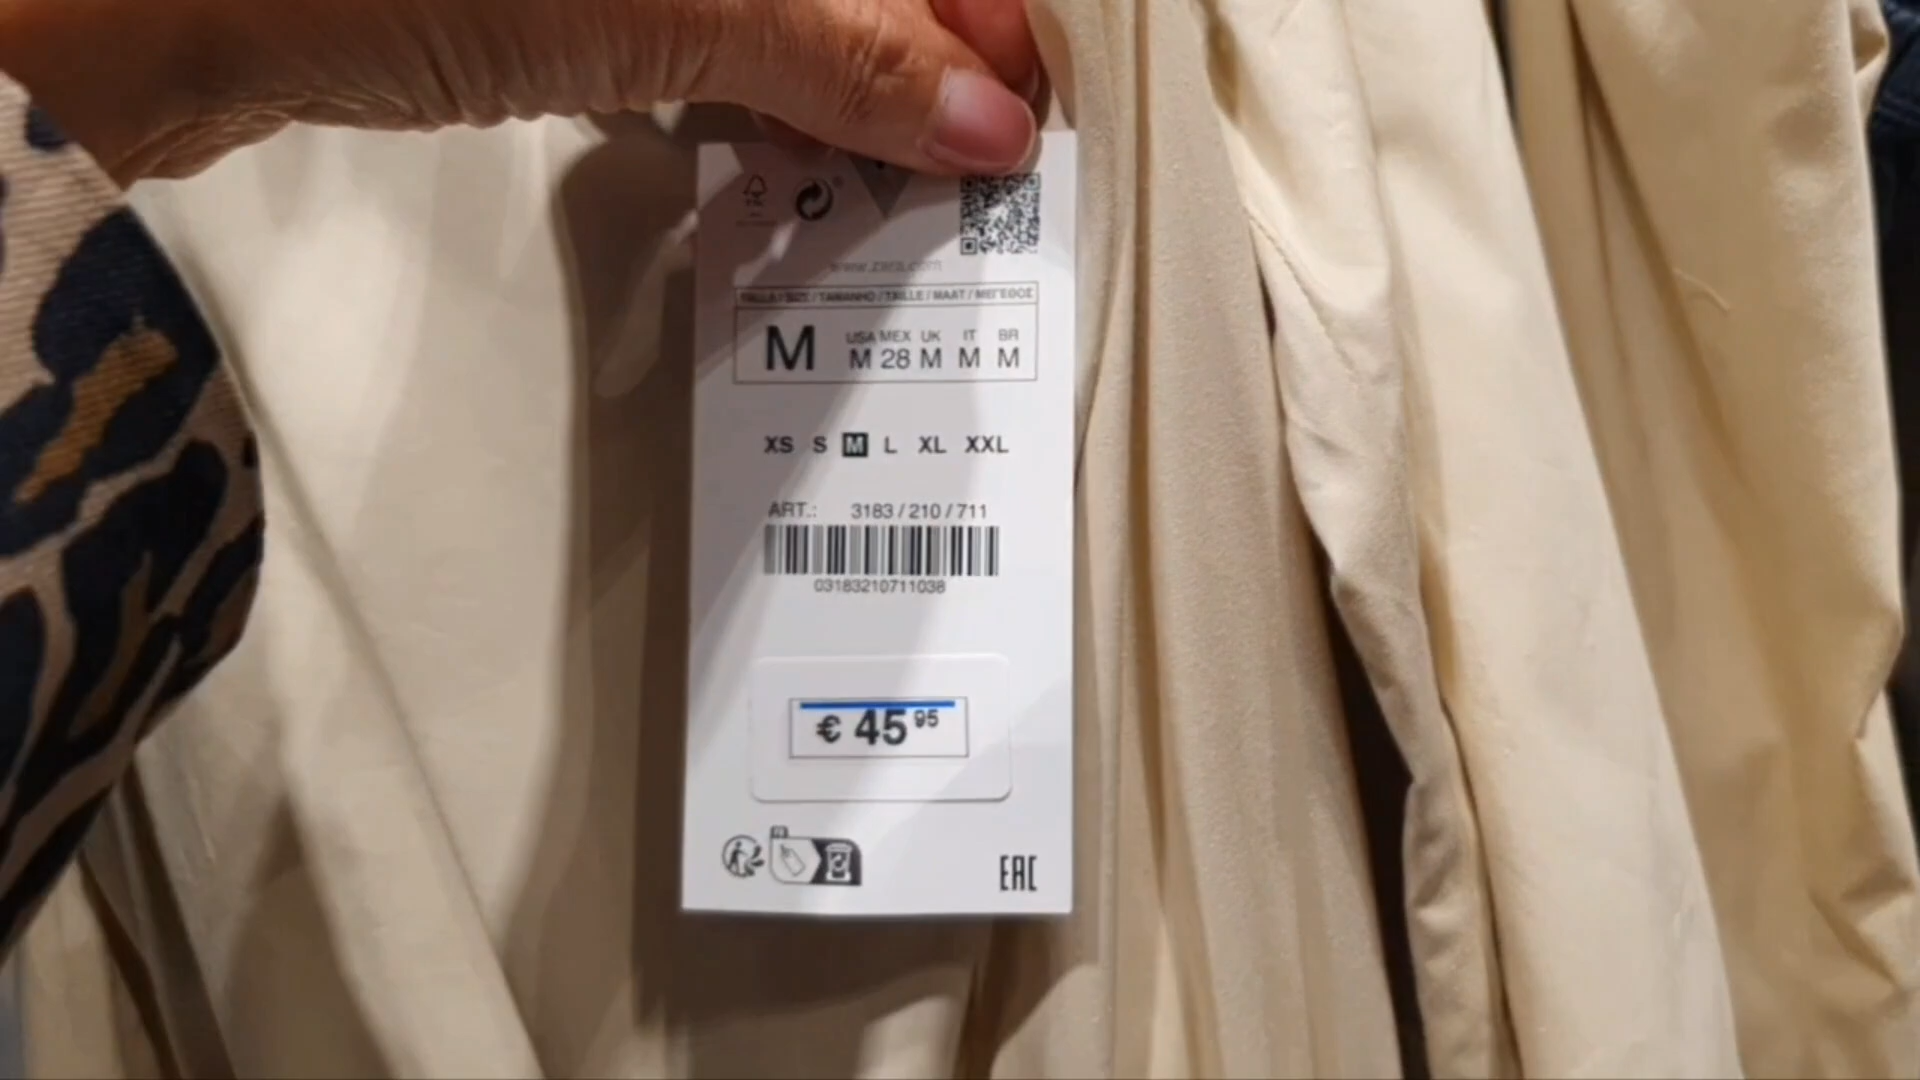 www.zara.com
TALLA / SIZE / TAMANHO / TAILLE / MAAT / ΜΕΓΕΘΟΣ
M
USA MEX UK IT BR
M 28 M M M
XS S M L XL XXL
ART.: 3183 / 210 / 711
03183210711038
€ 45 95
EAC